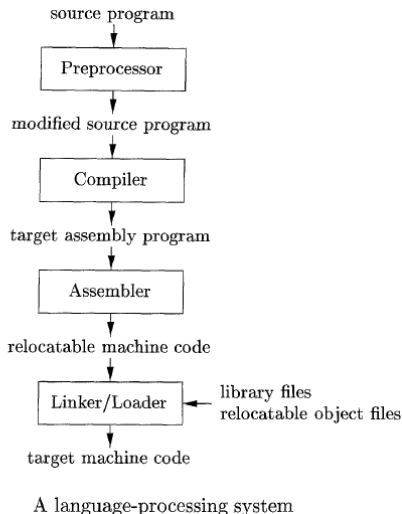 source program
Preprocessor
modified source program
Compiler
target assembly program
Assembler
relocatable machine code
Linker/Loader
library files
relocatable object files
target machine code
A language-processing system